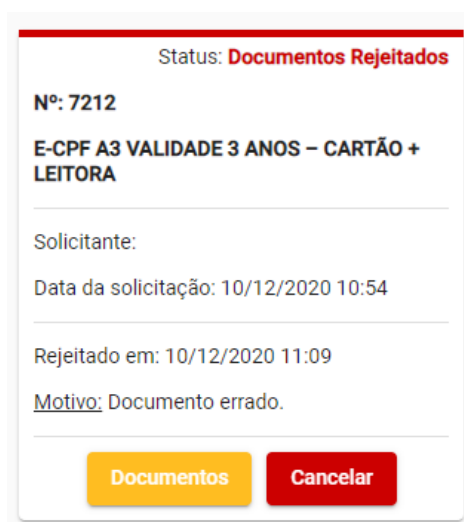 Status: Documentos Rejeitados
Nº: 7212
E-CPF A3 VALIDADE 3 ANOS – CARTÃO +
LEITORA
Solicitante:
Data da solicitação: 10/12/2020 10:54
Rejeitado em: 10/12/2020 11:09
Motivo: Documento errado.
Documentos
Cancelar